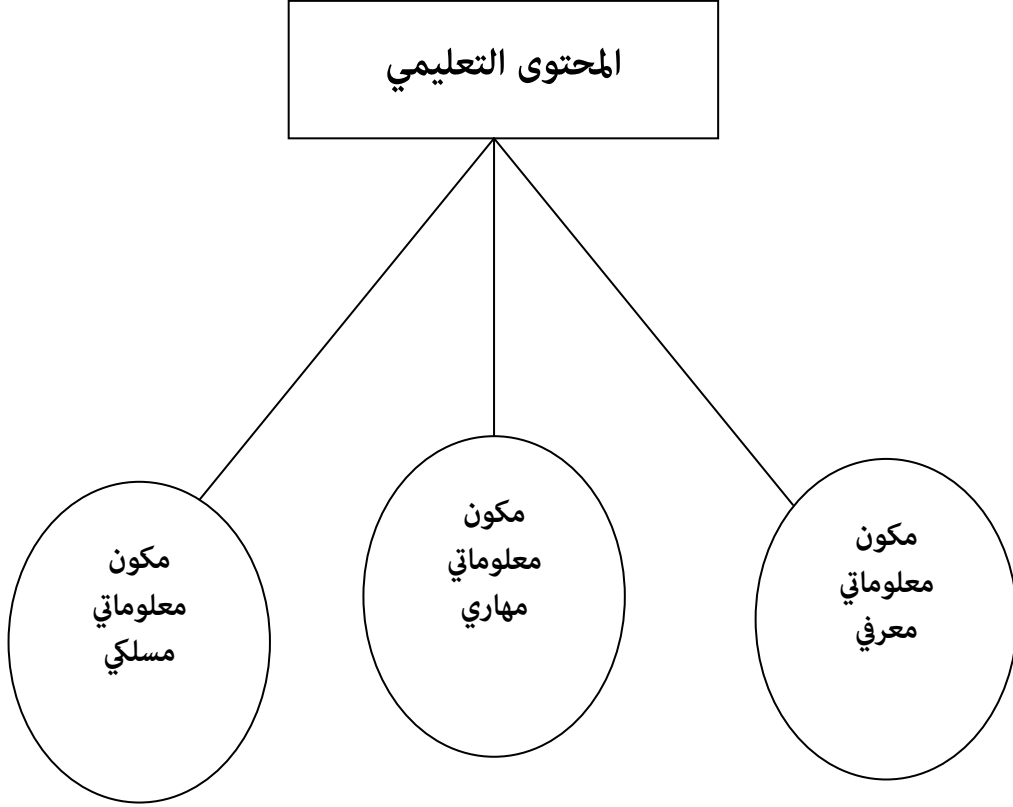 المحتوى التعليمي
مكون
معلوماتي
معرفي
مكون
معلوماتي
مهاري
مكون
معلوماتي
مسلكي